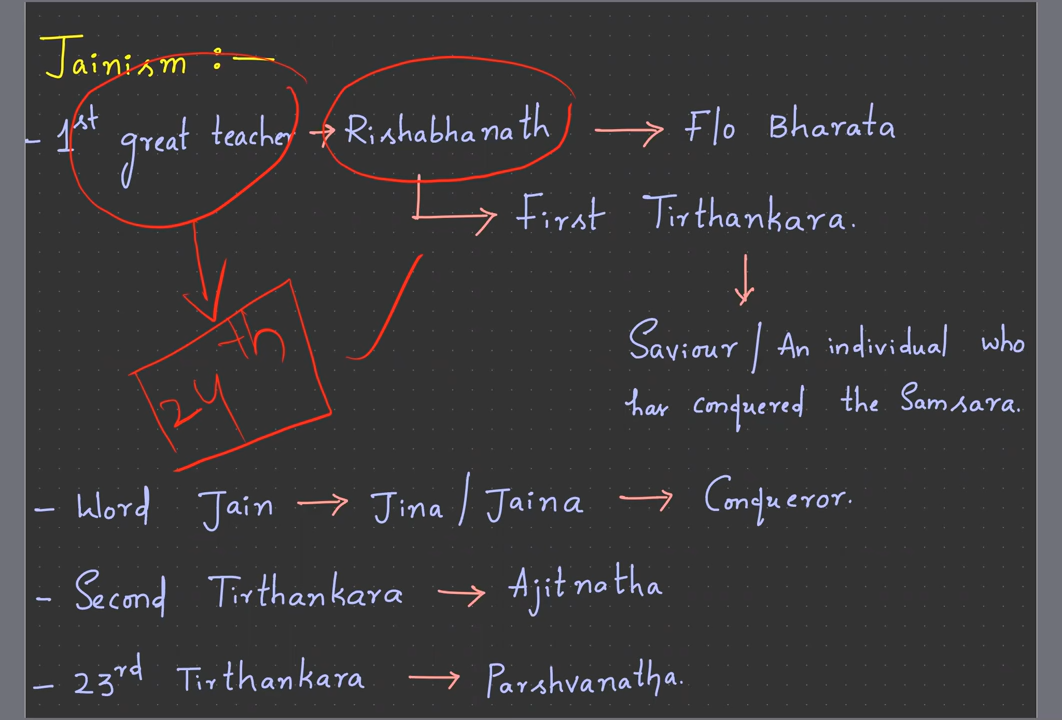 Jainism :—
- 1st great teacher → Rishabhanath → F/o Bharata
→ First Tirthankara.
24th
Saviour / An individual who
has conquered the Samsara.
- Word Jain → Jina / Jaina → Conqueror.
- Second Tirthankara → Ajitnatha
- 23rd Tirthankara → Parshvanatha.